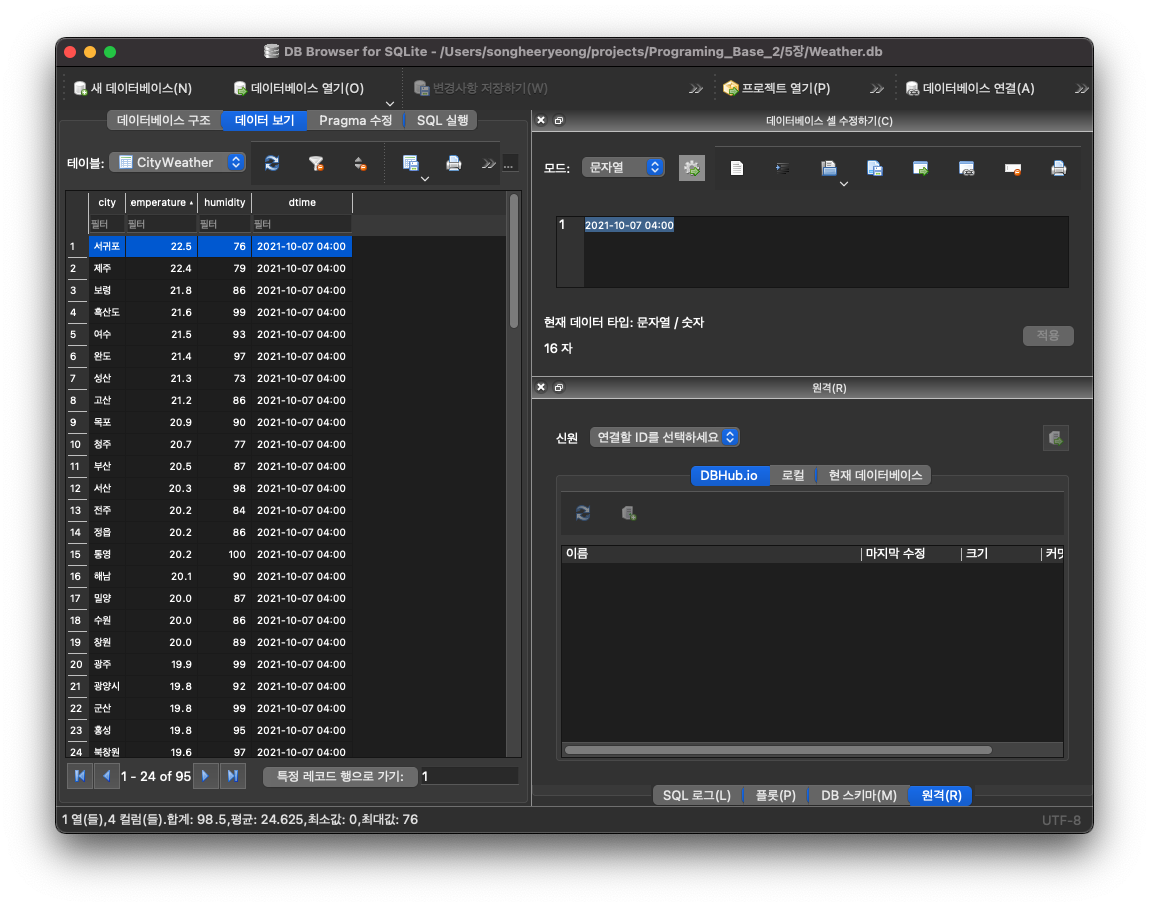 DB Browser for SQLite - /Users/songheeryeong/projects/Programing_Base_2/5장/Weather.db
새 데이터베이스(N) 데이터베이스 열기(O) 변경사항 저장하기(W) 프로젝트 열기(P) 데이터베이스 연결(A)
데이터베이스 구조 데이터 보기 Pragma 수정 SQL 실행
테이블: CityWeather ...
city emperature humidity dtime
필터 필터 필터 필터
1 서귀포 22.5 76 2021-10-07 04:00
2 제주 22.4 79 2021-10-07 04:00
3 보령 21.8 86 2021-10-07 04:00
4 흑산도 21.6 99 2021-10-07 04:00
5 여수 21.5 93 2021-10-07 04:00
6 완도 21.4 97 2021-10-07 04:00
7 성산 21.3 73 2021-10-07 04:00
8 고산 21.2 86 2021-10-07 04:00
9 목포 20.9 90 2021-10-07 04:00
10 청주 20.7 77 2021-10-07 04:00
11 부산 20.5 87 2021-10-07 04:00
12 서산 20.3 98 2021-10-07 04:00
13 전주 20.2 84 2021-10-07 04:00
14 정읍 20.2 86 2021-10-07 04:00
15 통영 20.2 100 2021-10-07 04:00
16 해남 20.1 90 2021-10-07 04:00
17 밀양 20.0 87 2021-10-07 04:00
18 수원 20.0 86 2021-10-07 04:00
19 창원 20.0 89 2021-10-07 04:00
20 광주 19.9 99 2021-10-07 04:00
21 광양시 19.8 92 2021-10-07 04:00
22 군산 19.8 99 2021-10-07 04:00
23 홍성 19.8 95 2021-10-07 04:00
24 북창원 19.6 97 2021-10-07 04:00
1 - 24 of 95 특정 레코드 행으로 가기: 1
데이터베이스 셀 수정하기(C)
모드: 문자열
1 2021-10-07 04:00
현재 데이터 타입: 문자열 / 숫자
16 자
적용
원격(R)
신원 연결할 ID를 선택하세요
DBHub.io 로컬 현재 데이터베이스
이름 마지막 수정 크기 커밋
SQL 로그(L) 플롯(P) DB 스키마(M) 원격(R)
1 열(들),4 컬럼(들).합계: 98.5,평균: 24.625,최소값: 0,최대값: 76
UTF-8